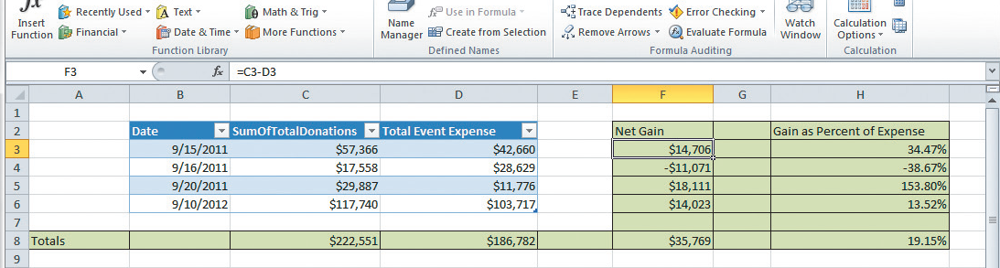 fx Recently Used Text Math & Trig Use in Formula Trace Dependents Error Checking
Insert Function Financial Date & Time More Functions Name Manager Create from Selection Remove Arrows Evaluate Formula Watch Window Calculation Options
Function Library Defined Names Formula Auditing Calculation
F3 fx =C3-D3
A B C D E F G H
1
2 Date SumOfTotalDonations Total Event Expense Net Gain Gain as Percent of Expense
3 9/15/2011 $57,366 $42,660 $14,706 34.47%
4 9/16/2011 $17,558 $28,629 -$11,071 -38.67%
5 9/20/2011 $29,887 $11,776 $18,111 153.80%
6 9/10/2012 $117,740 $103,717 $14,023 13.52%
7
8 Totals $222,551 $186,782 $35,769 19.15%
9